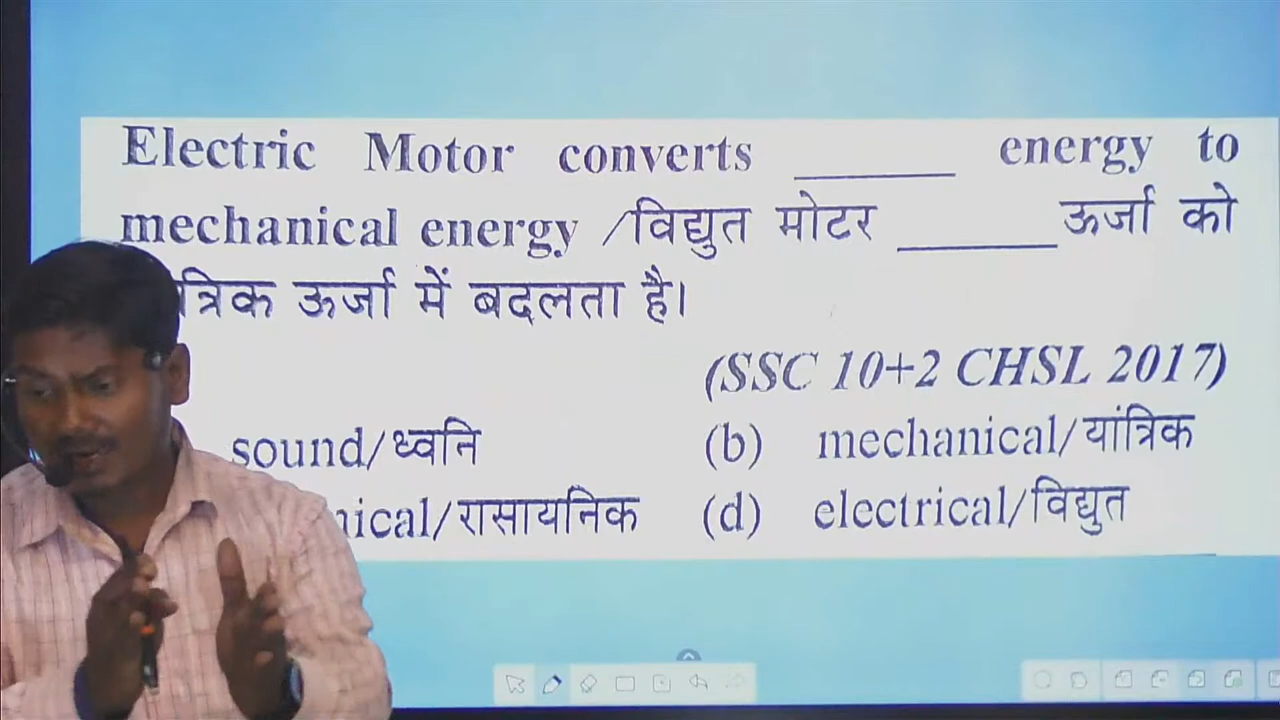 Electric Motor converts ______ energy to
mechanical energy /विद्युत मोटर ______ ऊर्जा को
ऊर्जा में बदलता है।
(SSC 10+2 CHSL 2017)
sound/ध्वनि (b) mechanical/यांत्रिक
रासायनिक (d) electrical/विद्युत